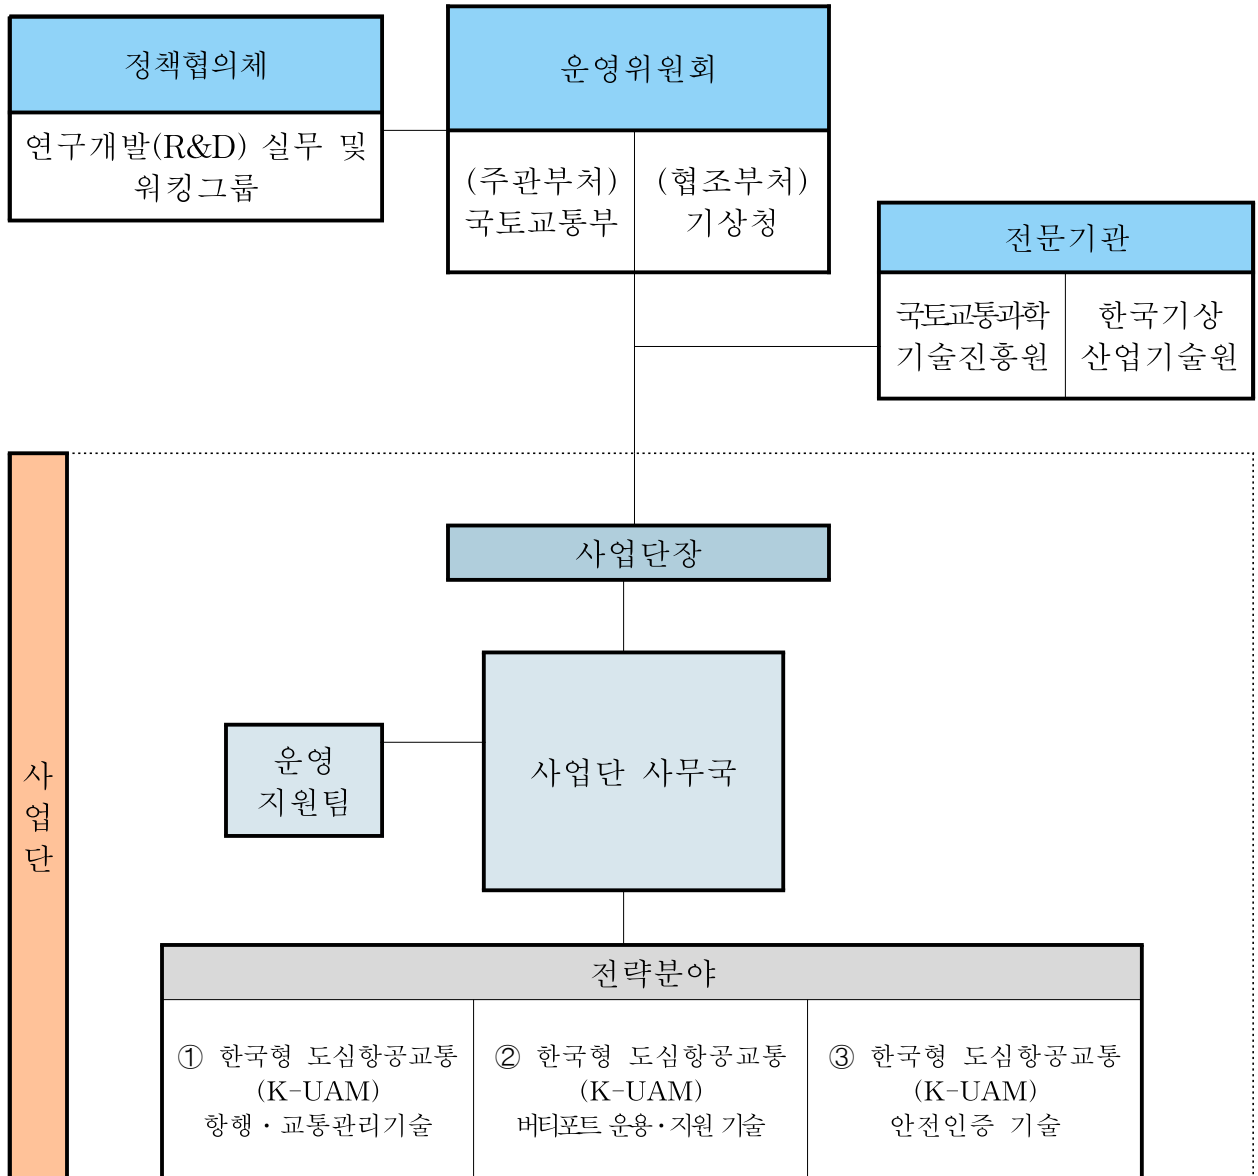 정책협의체
연구개발(R&D) 실무 및
워킹그룹
운영위원회
(주관부처)
국토교통부
(협조부처)
기상청
전문기관
국토교통과학
기술진흥원
한국기상
산업기술원
사
업
단
사업단장
사업단 사무국
운영
지원팀
전략분야
① 한국형 도심항공교통
(K-UAM)
항행·교통관리기술
② 한국형 도심항공교통
(K-UAM)
버티포트 운용·지원 기술
③ 한국형 도심항공교통
(K-UAM)
안전인증 기술